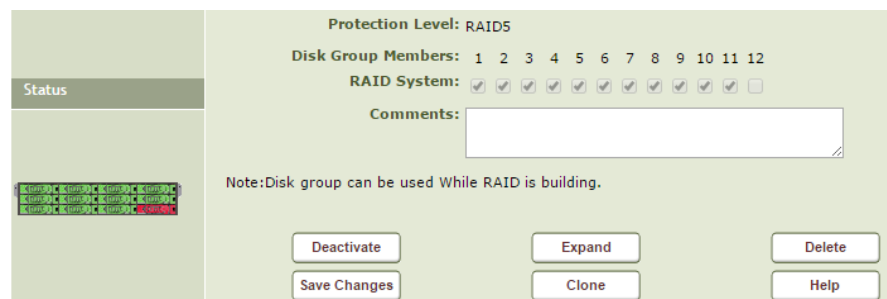 Protection Level: RAID5
Disk Group Members: 1 2 3 4 5 6 7 8 9 10 11 12
RAID System:
Status
Comments:
Note:Disk group can be used While RAID is building.
Deactivate Expand Delete
Save Changes Clone Help